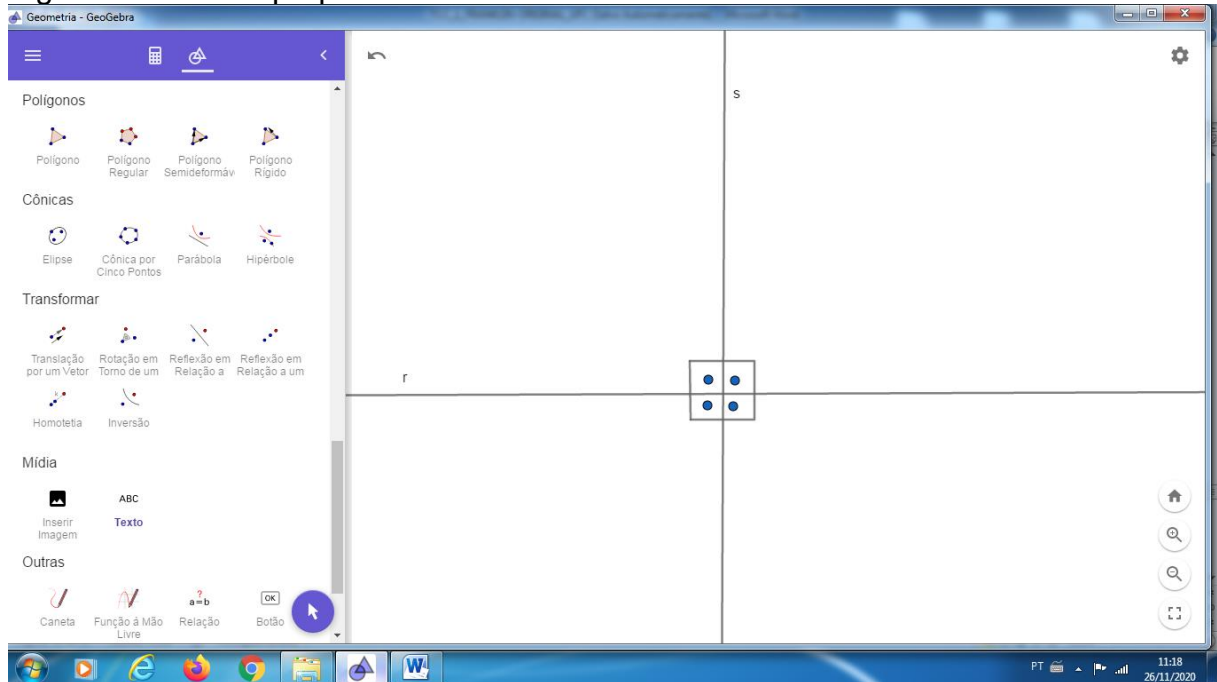 Geometria - GeoGebra
Polígonos
Polígono
Polígono Regular
Polígono Semideformáv
Polígono Rígido
Cônicas
Elipse
Cônica por Cinco Pontos
Parábola
Hipérbole
Transformar
Translação por um Vetor
Rotação em Torno de um
Reflexão em Relação a
Reflexão em Relação a um
Homotetia
Inversão
Mídia
Inserir Imagem
ABC
Texto
Outras
Caneta
Função á Mão Livre
?
a=b
Relação
OK
Botão
s
r
W
PT
11:18
26/11/2020